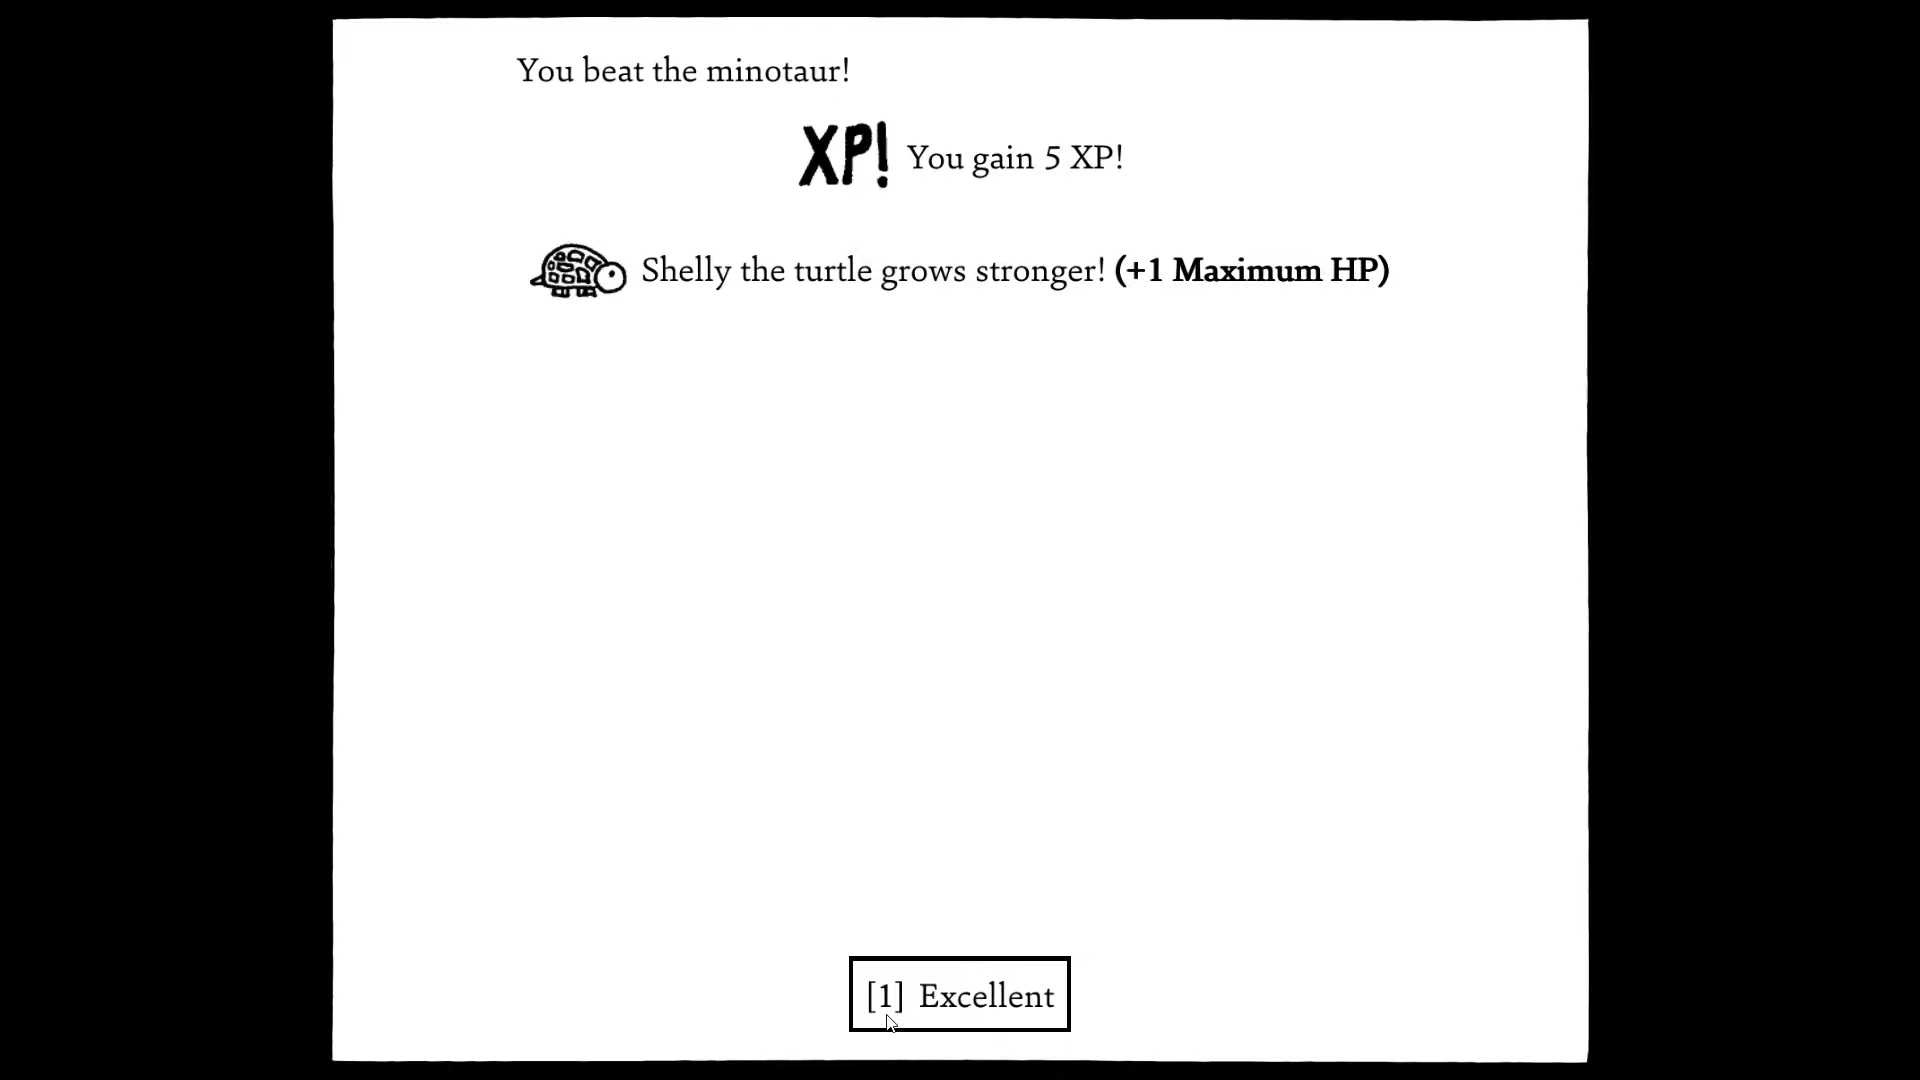 You beat the minotaur!
XP! You gain 5 XP!
Shelly the turtle grows stronger! (+1 Maximum HP)
[1] Excellent